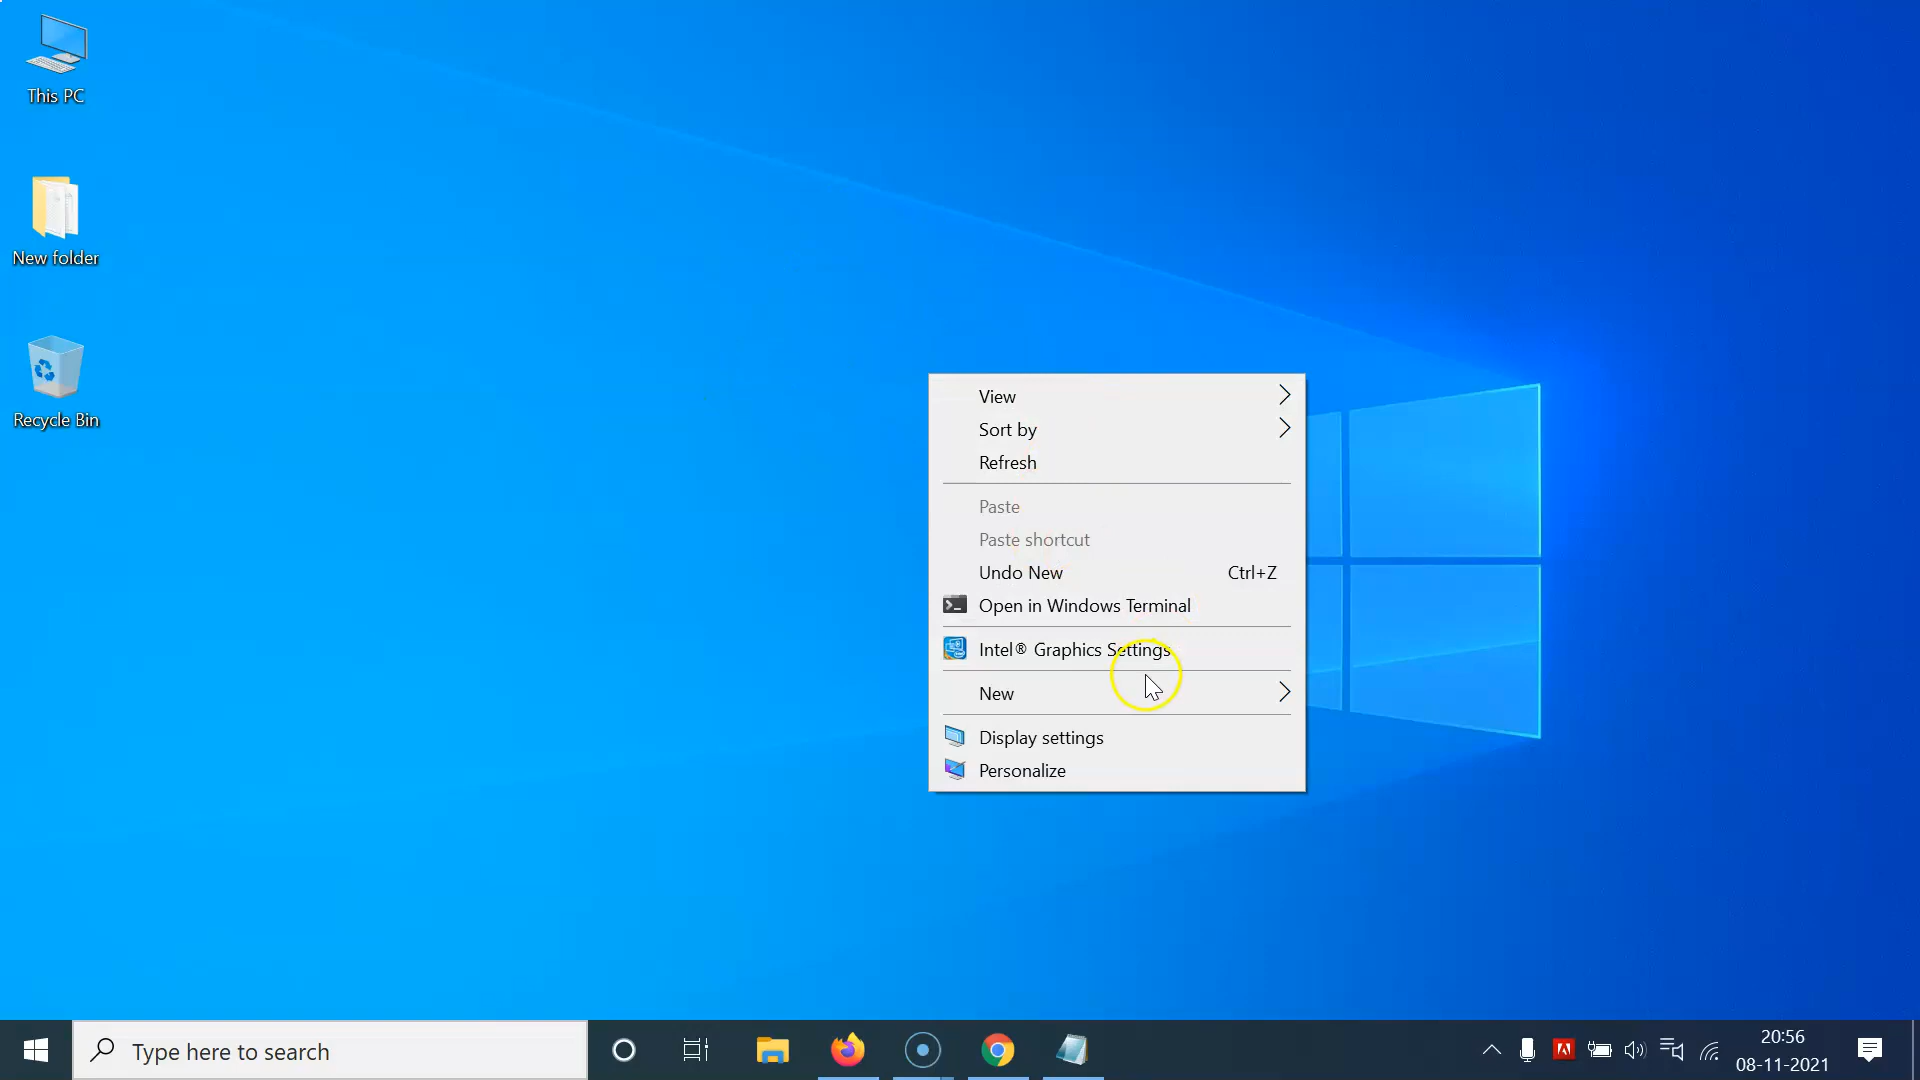 This PC
New folder
Recycle Bin
View
Sort by
Refresh
Paste
Paste shortcut
Undo New Ctrl+Z
Open in Windows Terminal
Intel® Graphics Settings
New
Display settings
Personalize
Type here to search
20:56
08-11-2021